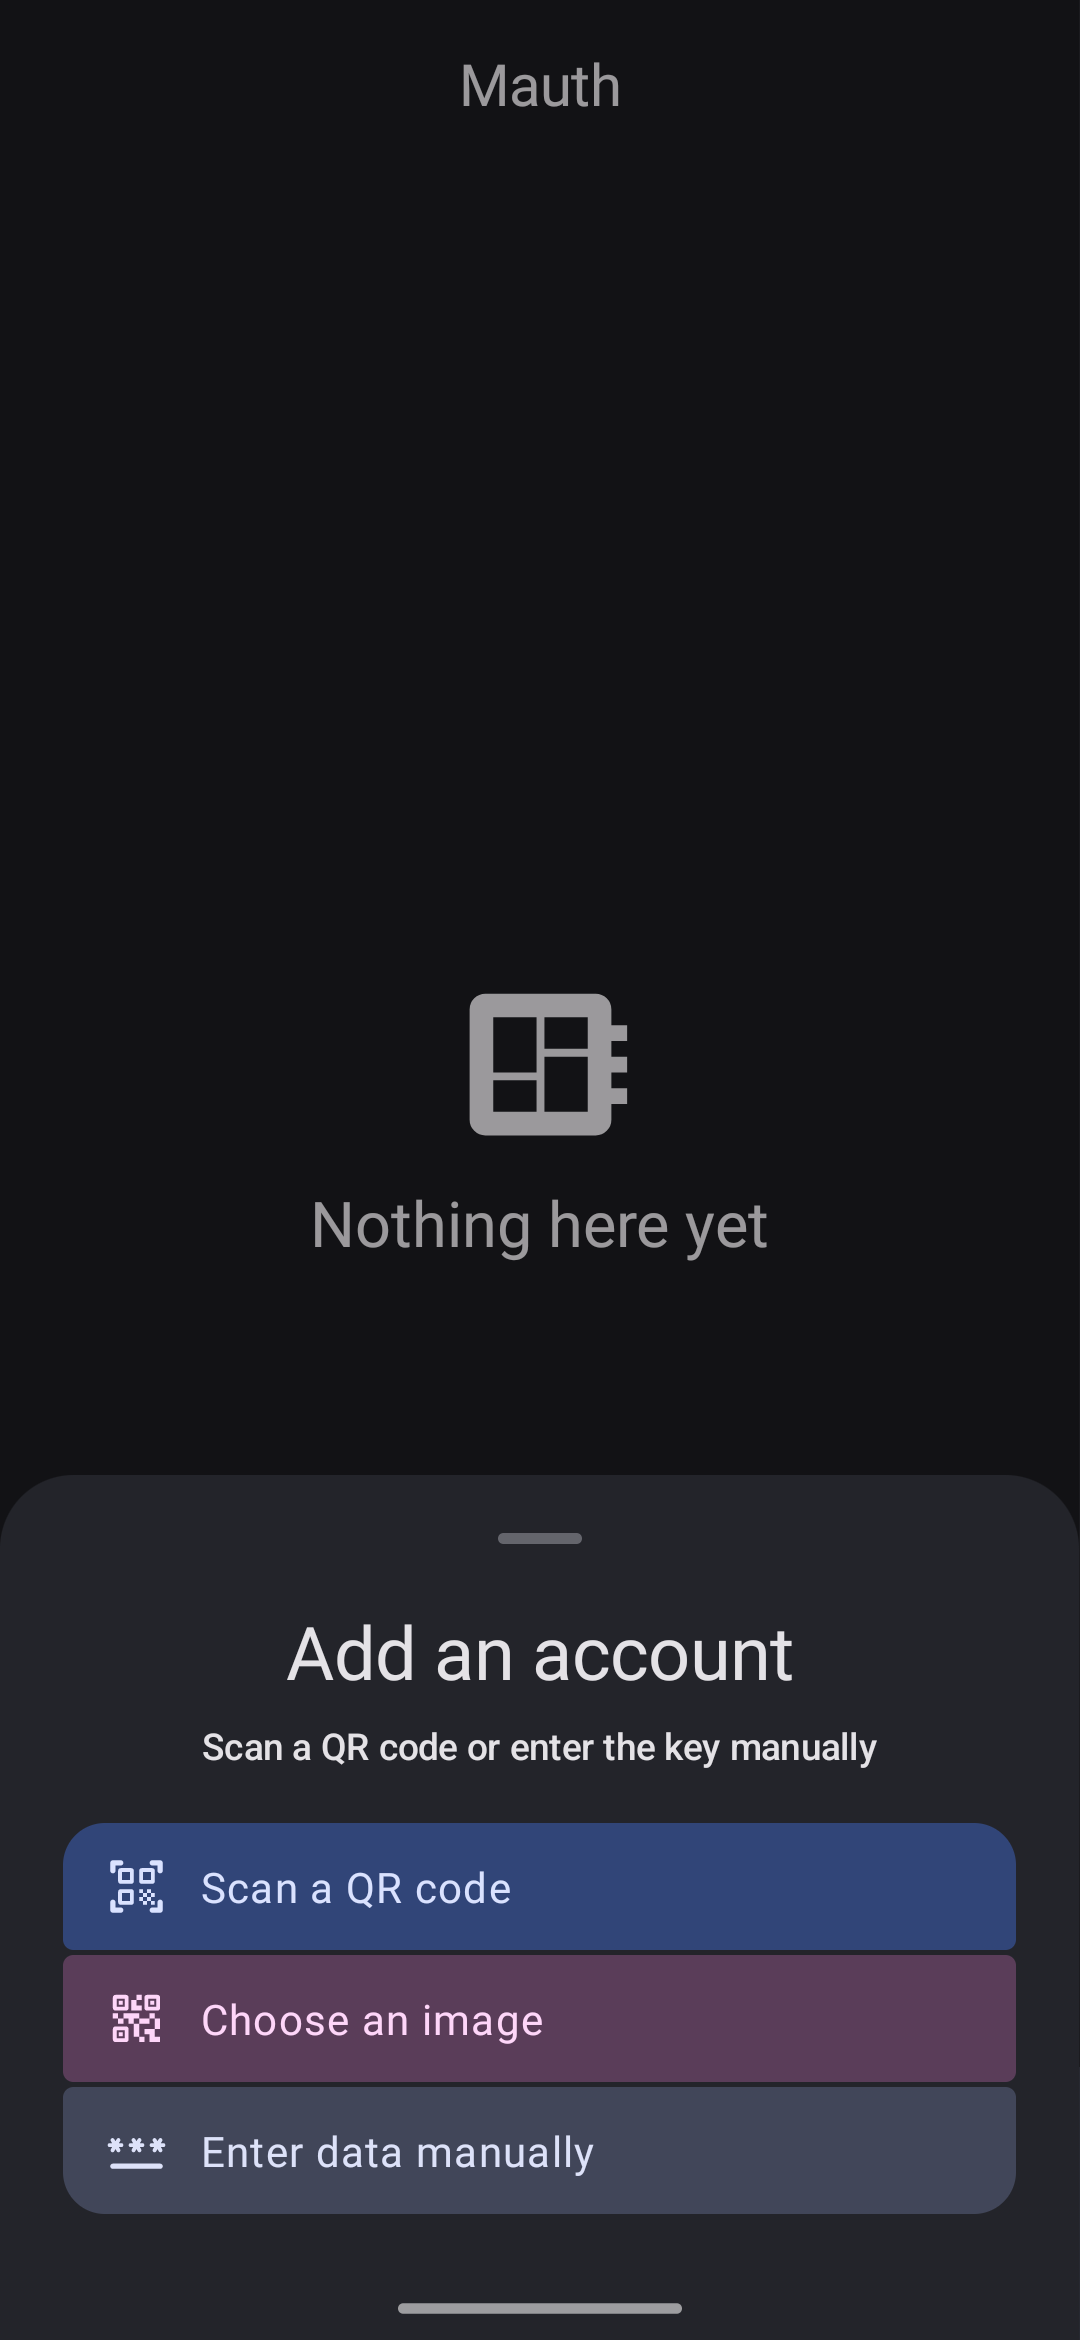 Mauth
Nothing here yet
Add an account
Scan a QR code or enter the key manually
Scan a QR code
Choose an image
Enter data manually